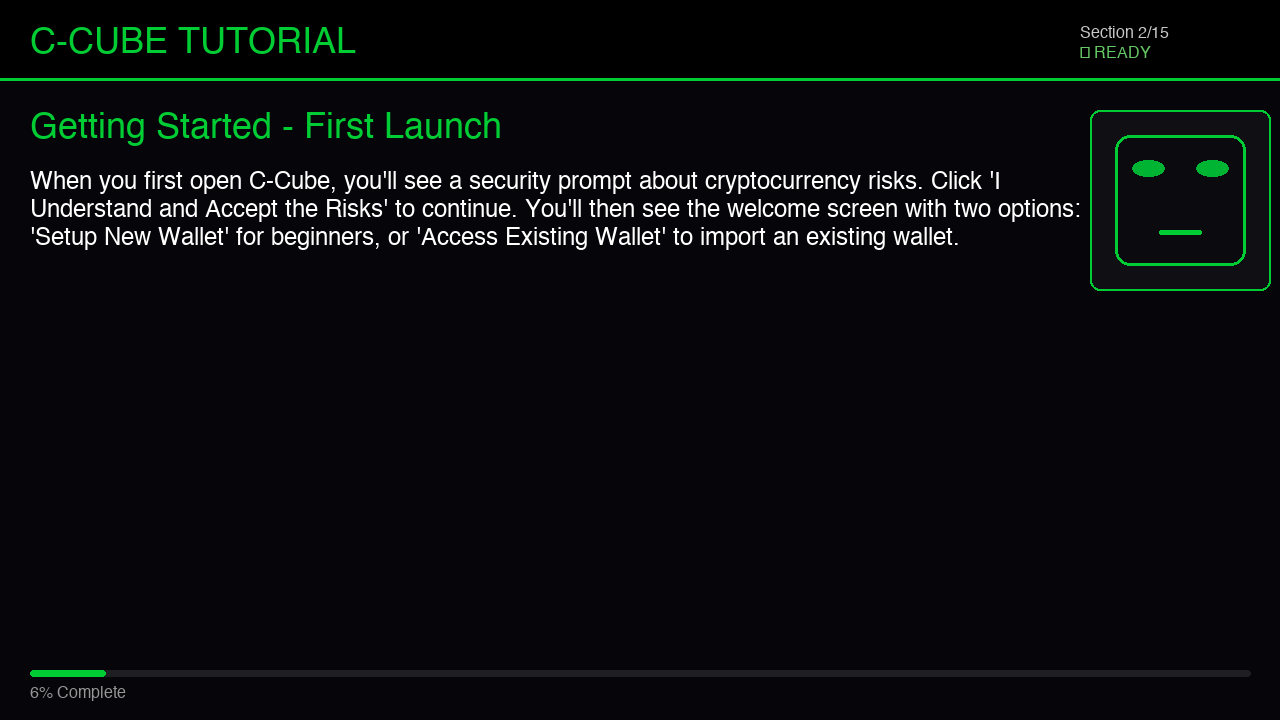 C-CUBE TUTORIAL
Section 2/15
READY
Getting Started - First Launch
When you first open C-Cube, you'll see a security prompt about cryptocurrency risks. Click 'I
Understand and Accept the Risks' to continue. You'll then see the welcome screen with two options:
'Setup New Wallet' for beginners, or 'Access Existing Wallet' to import an existing wallet.
6% Complete